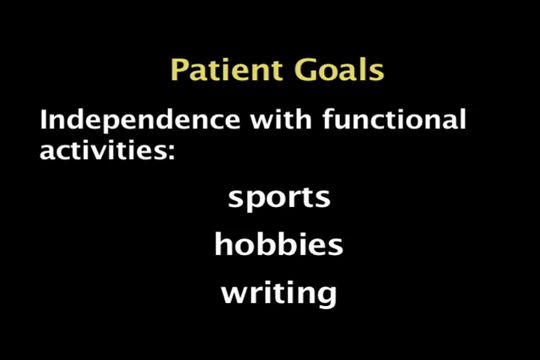 Patient Goals
Independence with functional
activities:
sports
hobbies
writing